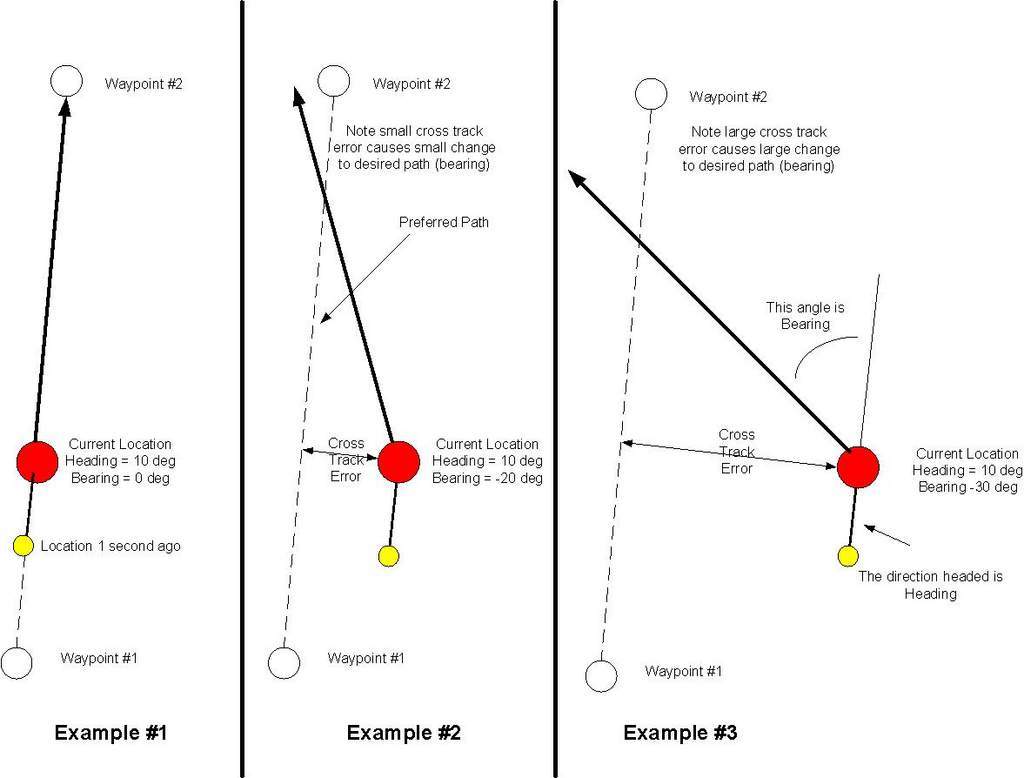 Waypoint #2
Current Location
Heading = 10 deg
Bearing = 0 deg
Location 1 second ago
Waypoint #1
Example #1
Waypoint #2
Note small cross track
error causes small change
to desired path (bearing)
Preferred Path
Cross
Track
Error
Current Location
Heading = 10 deg
Bearing = -20 deg
Waypoint #1
Example #2
Waypoint #2
Note large cross track
error causes large change
to desired path (bearing)
This angle is
Bearing
Cross
Track
Error
Current Location
Heading = 10 deg
Bearing -30 deg
The direction headed is
Heading
Waypoint #1
Example #3